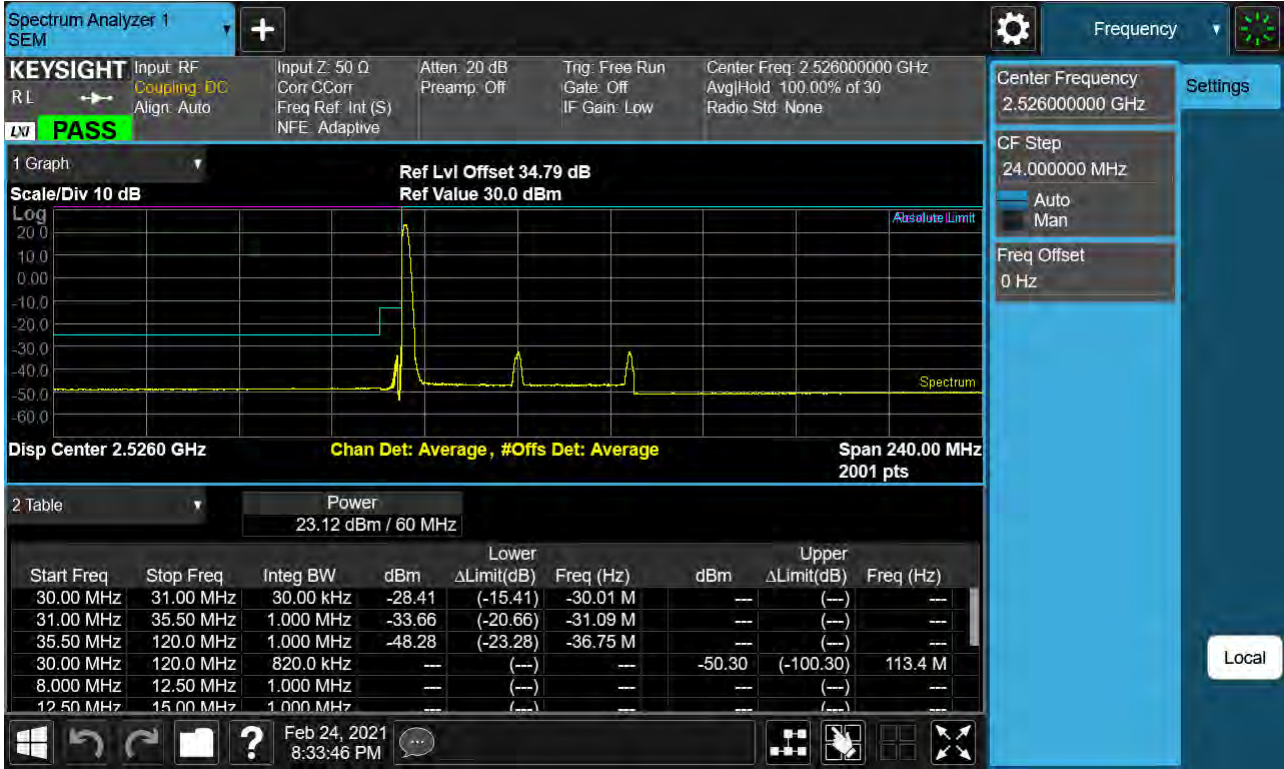 Spectrum Analyzer 1
SEM
Frequency
KEYSIGHT
R L
LXI
PASS
Input: RF
Coupling: DC
Align: Auto
Input Z: 50 Ω
Corr CCorr
Freq Ref: Int (S)
NFE: Adaptive
Atten: 20 dB
Preamp: Off
Trig: Free Run
Gate: Off
IF Gain: Low
Center Freq: 2.526000000 GHz
Avg|Hold: 100.00% of 30
Radio Std: None
Center Frequency
2.526000000 GHz
Settings
CF Step
24.000000 MHz
Auto
Man
Freq Offset
0 Hz
Local
1 Graph
Scale/Div 10 dB
Ref Lvl Offset 34.79 dB
Ref Value 30.0 dBm
Log
Absolute Limit
20.0
10.0
0.00
-10.0
-20.0
-30.0
-40.0
-50.0
-60.0
Spectrum
Disp Center 2.5260 GHz
Chan Det: Average, #Offs Det: Average
Span 240.00 MHz
2001 pts
2 Table
Power
23.12 dBm / 60 MHz
Lower Upper
Start Freq Stop Freq Integ BW dBm ΔLimit(dB) Freq (Hz) dBm ΔLimit(dB) Freq (Hz)
30.00 MHz 31.00 MHz 30.00 kHz -28.41 (-15.41) -30.01 M --- (---) ---
31.00 MHz 35.50 MHz 1.000 MHz -33.66 (-20.66) -31.09 M --- (---) ---
35.50 MHz 120.0 MHz 1.000 MHz -48.28 (-23.28) -36.75 M --- (---) ---
30.00 MHz 120.0 MHz 820.0 kHz --- (---) --- -50.30 (-100.30) 113.4 M
8.000 MHz 12.50 MHz 1.000 MHz --- (---) --- --- (---) ---
12.50 MHz 15.00 MHz 1.000 MHz --- (---) --- --- (---) ---
Feb 24, 2021
8:33:46 PM